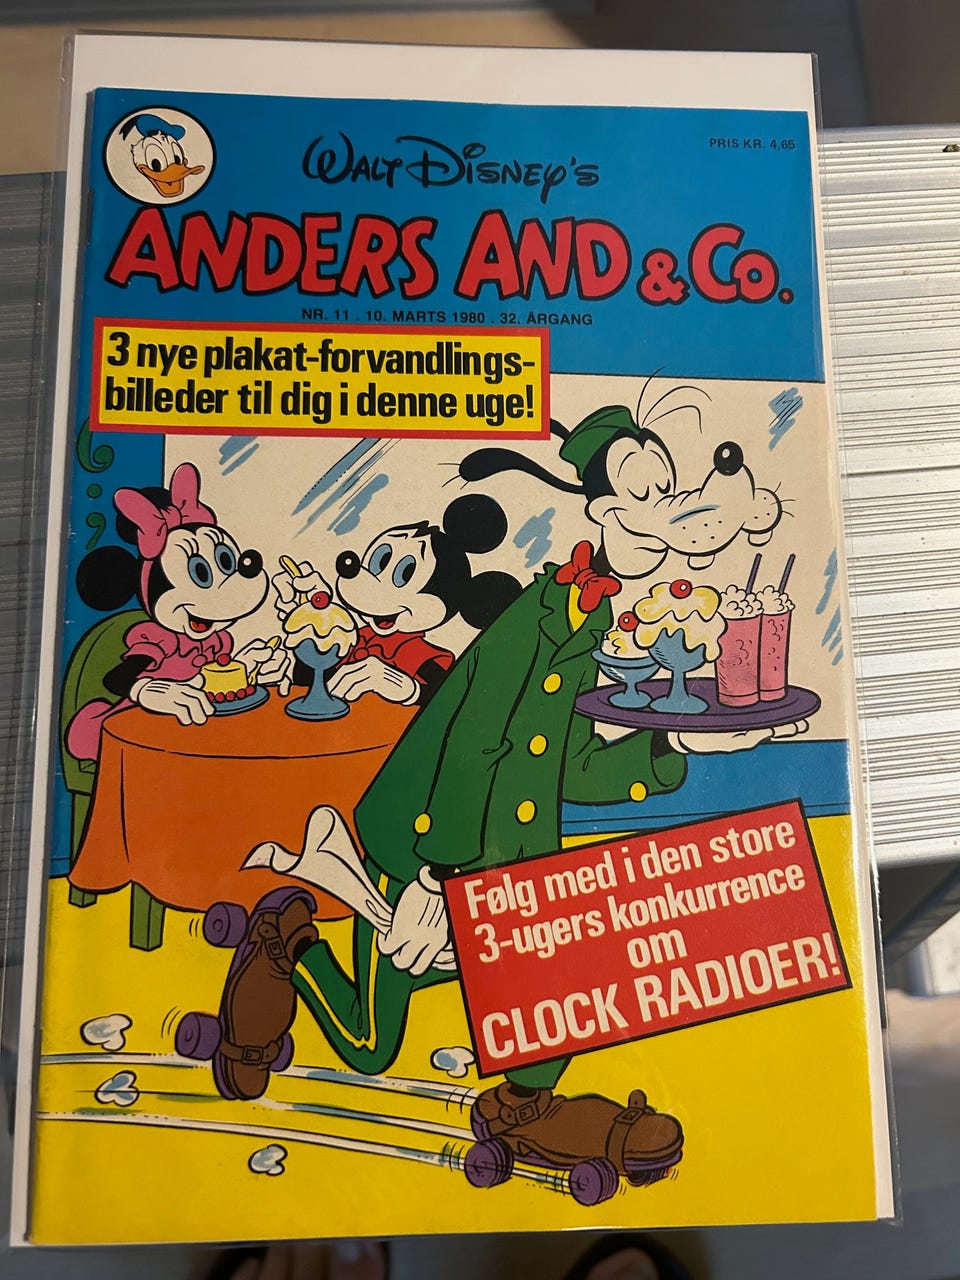 WALT DISNEY'S
PRIS KR. 4,65
ANDERS AND & CO.
NR. 11 . 10. MARTS 1980 . 32. ÅRGANG
3 nye plakat-forvandlings-
billeder til dig i denne uge!
Følg med i den store
3-ugers konkurrence
om
CLOCK RADIOER!